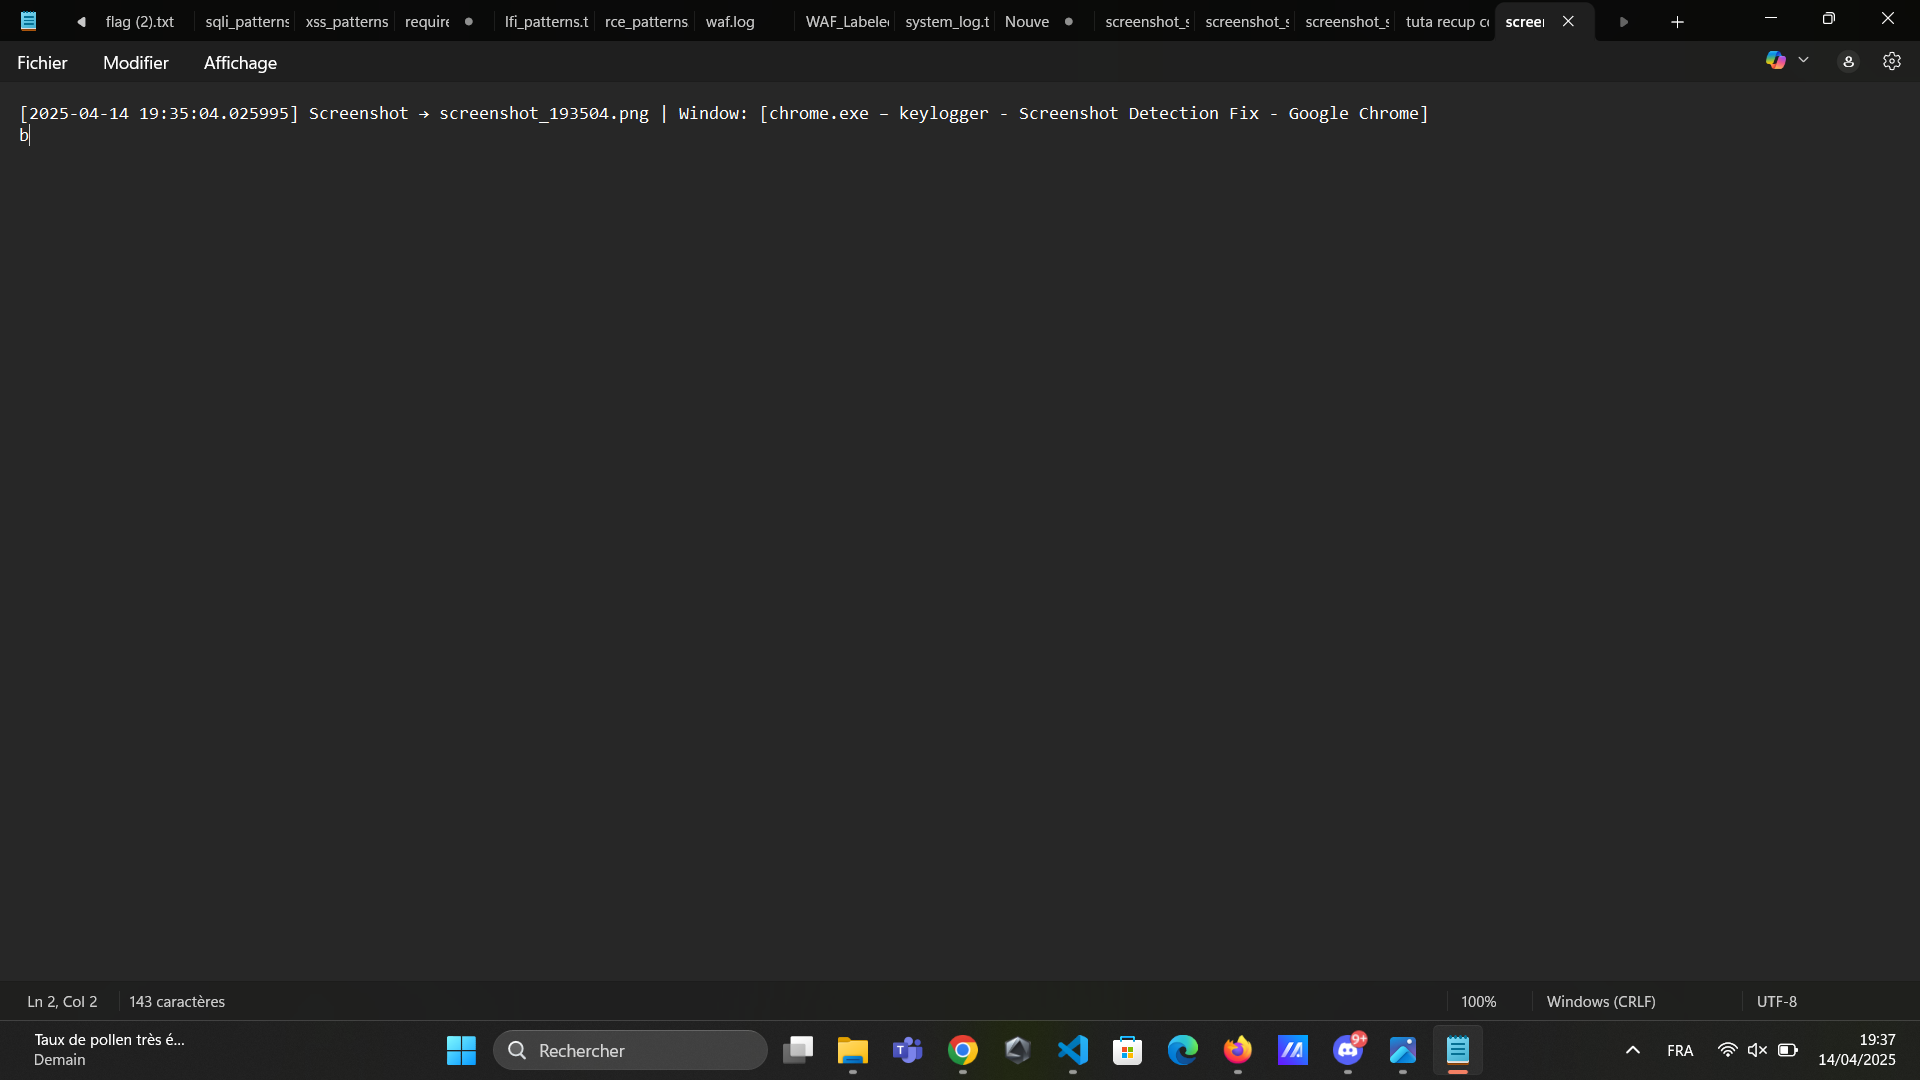 flag (2).txt sqli_patterns xss_patterns require lfi_patterns.t rce_patterns waf.log WAF_Labele system_log.t Nouve screenshot_s screenshot_s screenshot_s tuta recup co screen
Fichier Modifier Affichage
[2025-04-14 19:35:04.025995] Screenshot → screenshot_193504.png | Window: [chrome.exe – keylogger - Screenshot Detection Fix - Google Chrome]
b
Ln 2, Col 2 143 caractères 100% Windows (CRLF) UTF-8
Taux de pollen très é...
Demain
Rechercher
9+
FRA
19:37
14/04/2025